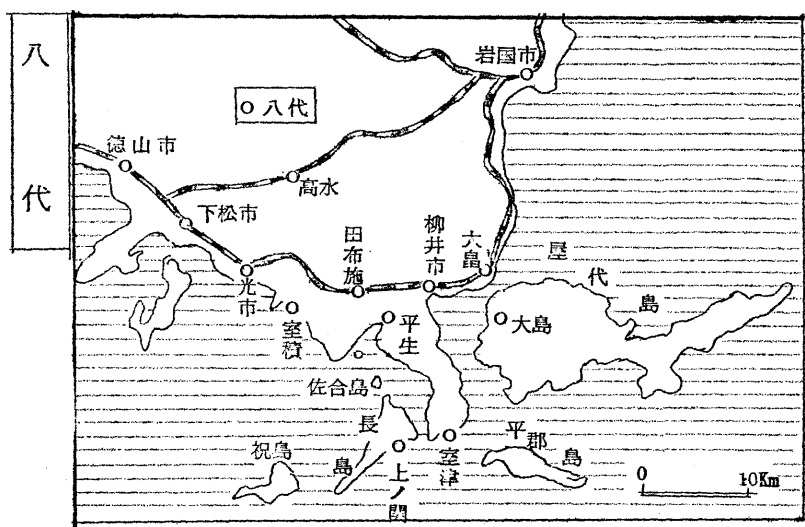 八代
岩国市
八代
徳山市
高水
下松市
光市
室積
田布施
柳井市
大畠
平生
屋代島
大島
佐合島
長島
祝島
上ノ関
室津
平郡島
0 10Km